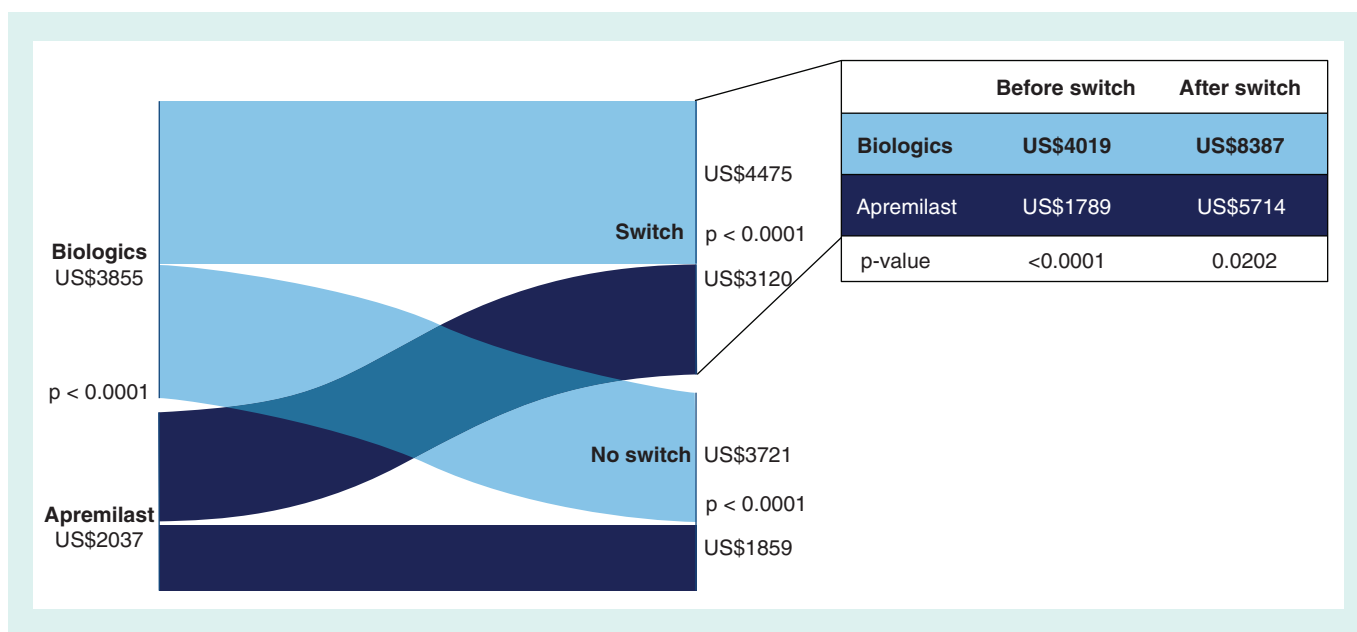 Biologics
US$3855
p < 0.0001
Apremilast
US$2037
Switch
US$4475
p < 0.0001
US$3120
No switch
US$3721
p < 0.0001
US$1859
Before switch After switch
Biologics US$4019 US$8387
Apremilast US$1789 US$5714
p-value <0.0001 0.0202